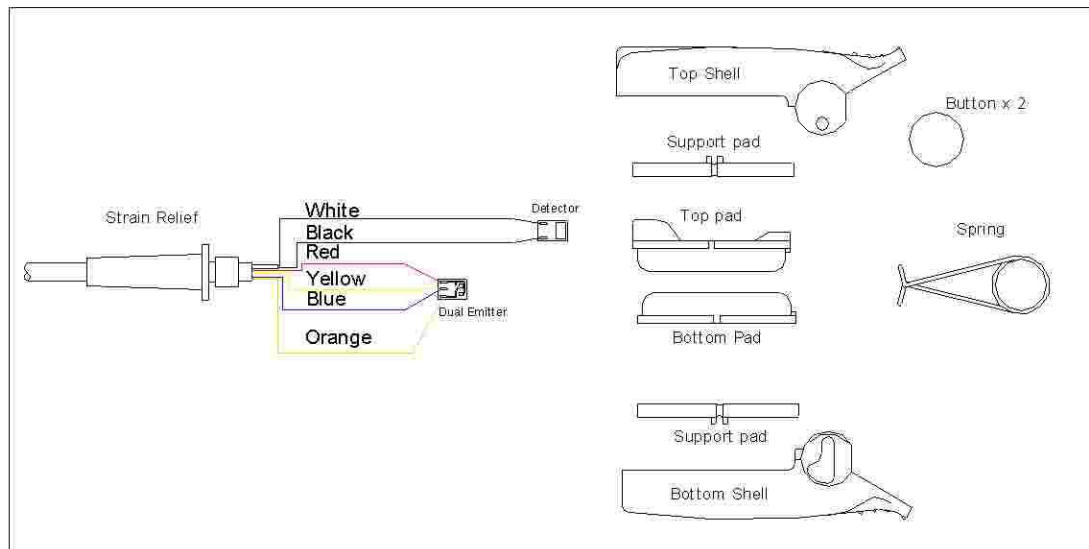 Strain Relief
White
Black
Red
Yellow
Blue
Orange
Detector
Dual Emitter
Top Shell
Support pad
Top pad
Bottom Pad
Support pad
Bottom Shell
Button x 2
Spring